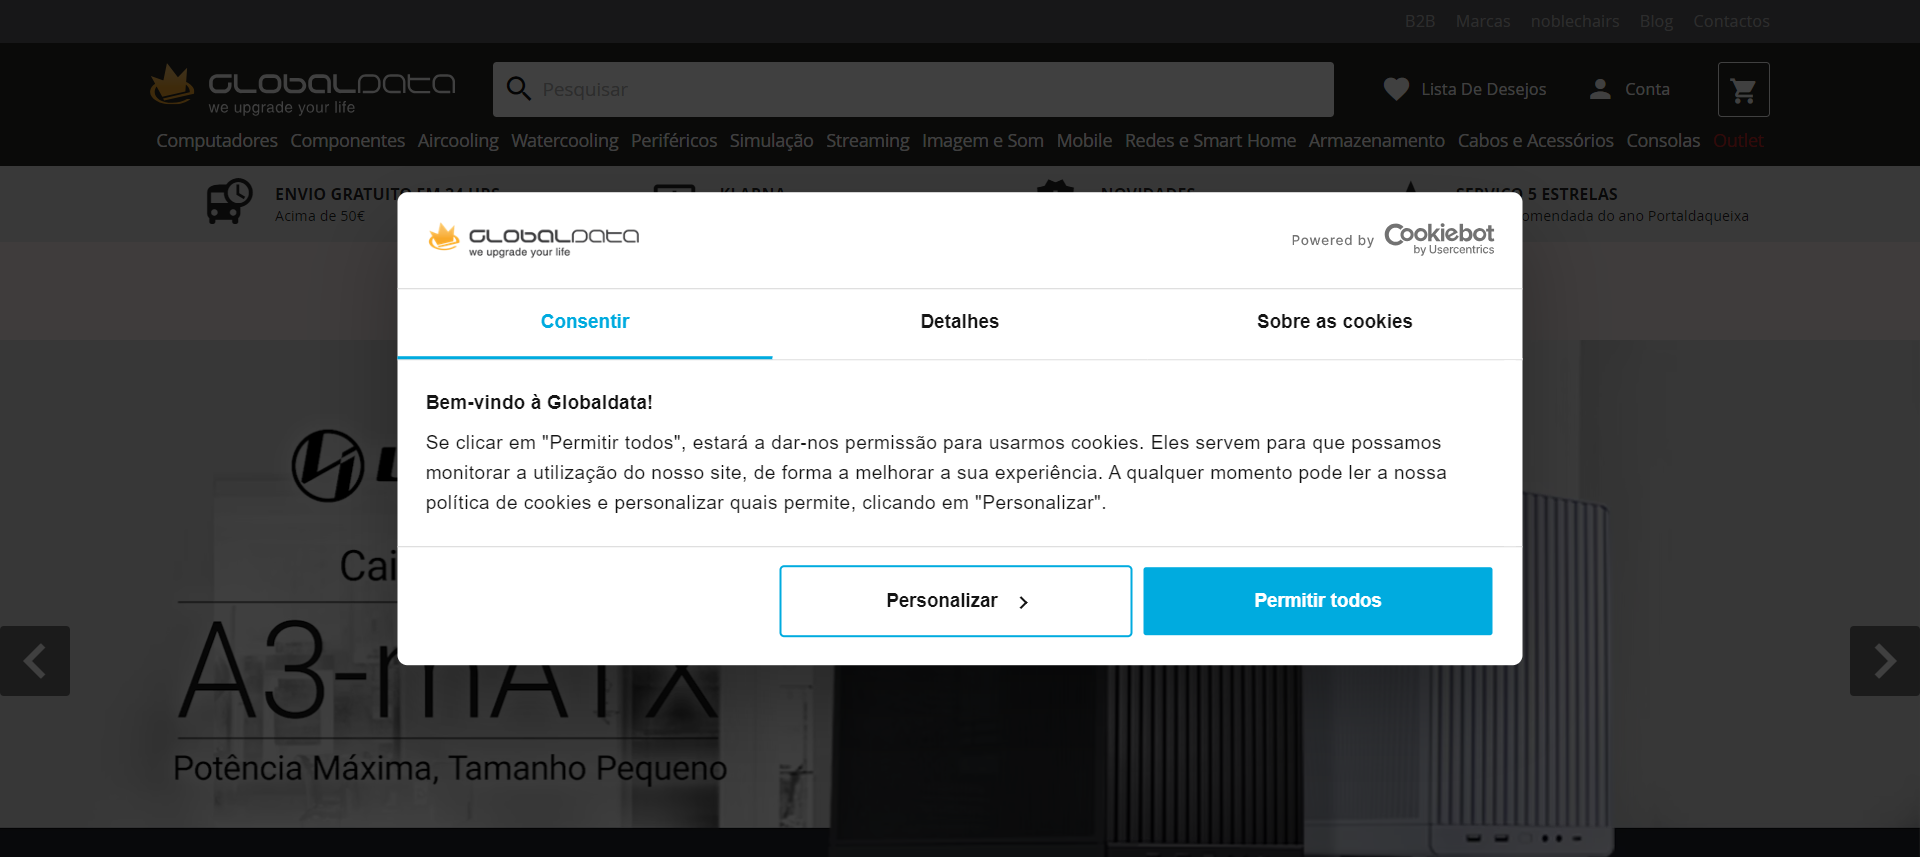 B2B Marcas noblechairs Blog Contactos
GLOBALDATA
we upgrade your life
Pesquisar
Lista De Desejos
Conta
Computadores Componentes Aircooling Watercooling Periféricos Simulação Streaming Imagem e Som Mobile Redes e Smart Home Armazenamento Cabos e Acessórios Consolas Outlet
ENVIO GRATUITO EM 24 HRS
Acima de 50€
KLARNA
NOVIDADES
SERVIÇO 5 ESTRELAS
omendada do ano Portaldaqueixa
GLOBALDATA
we upgrade your life
Powered by Cookiebot
by Usercentrics
Consentir
Detalhes
Sobre as cookies
Bem-vindo à Globaldata!
Se clicar em "Permitir todos", estará a dar-nos permissão para usarmos cookies. Eles servem para que possamos
monitorar a utilização do nosso site, de forma a melhorar a sua experiência. A qualquer momento pode ler a nossa
política de cookies e personalizar quais permite, clicando em "Personalizar".
Personalizar
Permitir todos
Cai
A3-mATX
Potência Máxima, Tamanho Pequeno